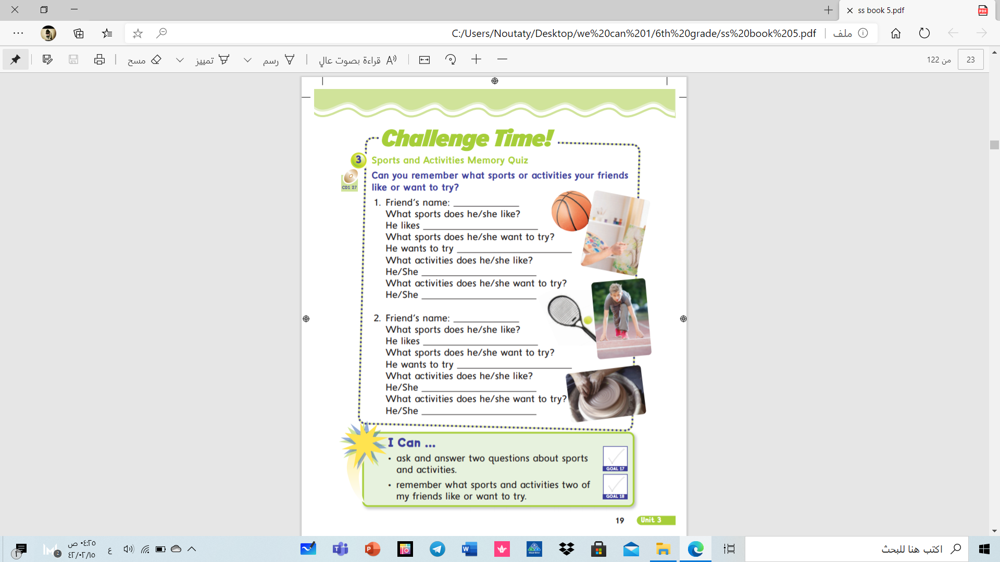 ss book 5.pdf
C:/Users/Noutaty/Desktop/we%20can%201/6th%20grade/ss%20book%205.pdf
ملف
مسح
تمييز
رسم
قراءة بصوت عالٍ
من 122
23
Challenge Time!
3 Sports and Activities Memory Quiz
CD1 27
Can you remember what sports or activities your friends
like or want to try?
1. Friend's name: ____________
What sports does he/she like?
He likes ____________
What sports does he/she want to try?
He wants to try ____________
What activities does he/she like?
He/She ____________
What activities does he/she want to try?
He/She ____________
2. Friend's name: ____________
What sports does he/she like?
He likes ____________
What sports does he/she want to try?
He wants to try ____________
What activities does he/she like?
He/She ____________
What activities does he/she want to try?
He/She ____________
I Can ...
• ask and answer two questions about sports
and activities.
GOAL 17
• remember what sports and activities two of
my friends like or want to try.
GOAL 18
19 Unit 3
٠٤:٢٥ ص
٤٢/٠٢/١٥
ع
اكتب هنا للبحث